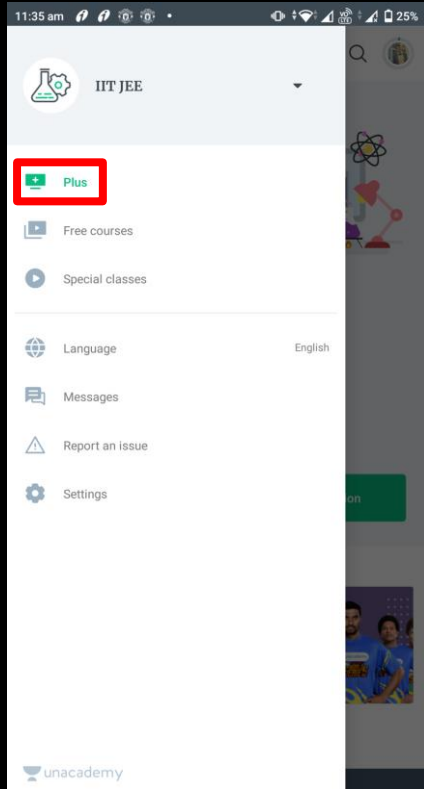 11:35 am
25%
IIT JEE
Plus
Free courses
Special classes
Language English
Messages
Report an issue
Settings
on
unacademy